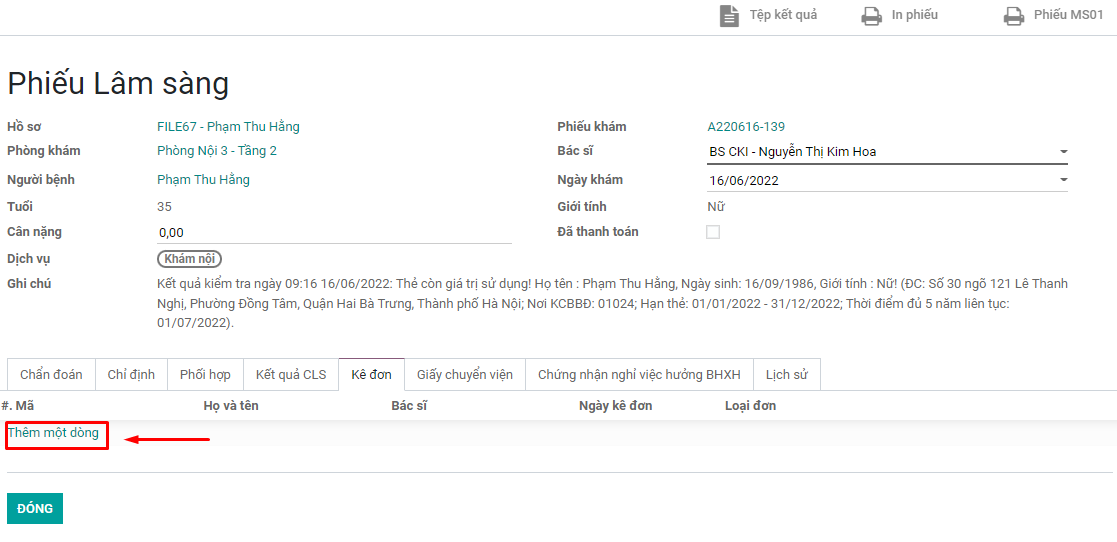 Tệp kết quả In phiếu Phiếu MS01
Phiếu Lâm sàng
Hồ sơ FILE67 - Phạm Thu Hằng Phiếu khám A220616-139
Phòng khám Phòng Nội 3 - Tầng 2 Bác sĩ BS CKI - Nguyễn Thị Kim Hoa
Người bệnh Phạm Thu Hằng Ngày khám 16/06/2022
Tuổi 35 Giới tính Nữ
Cân nặng 0,00 Đã thanh toán
Dịch vụ Khám nội
Ghi chú Kết quả kiểm tra ngày 09:16 16/06/2022: Thẻ còn giá trị sử dụng! Họ tên : Phạm Thu Hằng, Ngày sinh: 16/09/1986, Giới tính : Nữ! (ĐC: Số 30 ngõ 121 Lê Thanh
Nghị, Phường Đồng Tâm, Quận Hai Bà Trưng, Thành phố Hà Nội; Nơi KCBBĐ: 01024; Hạn thẻ: 01/01/2022 - 31/12/2022; Thời điểm đủ 5 năm liên tục:
01/07/2022).
Chẩn đoán Chỉ định Phối hợp Kết quả CLS Kê đơn Giấy chuyển viện Chứng nhận nghỉ việc hưởng BHXH Lịch sử
#. Mã Họ và tên Bác sĩ Ngày kê đơn Loại đơn
Thêm một dòng
ĐÓNG